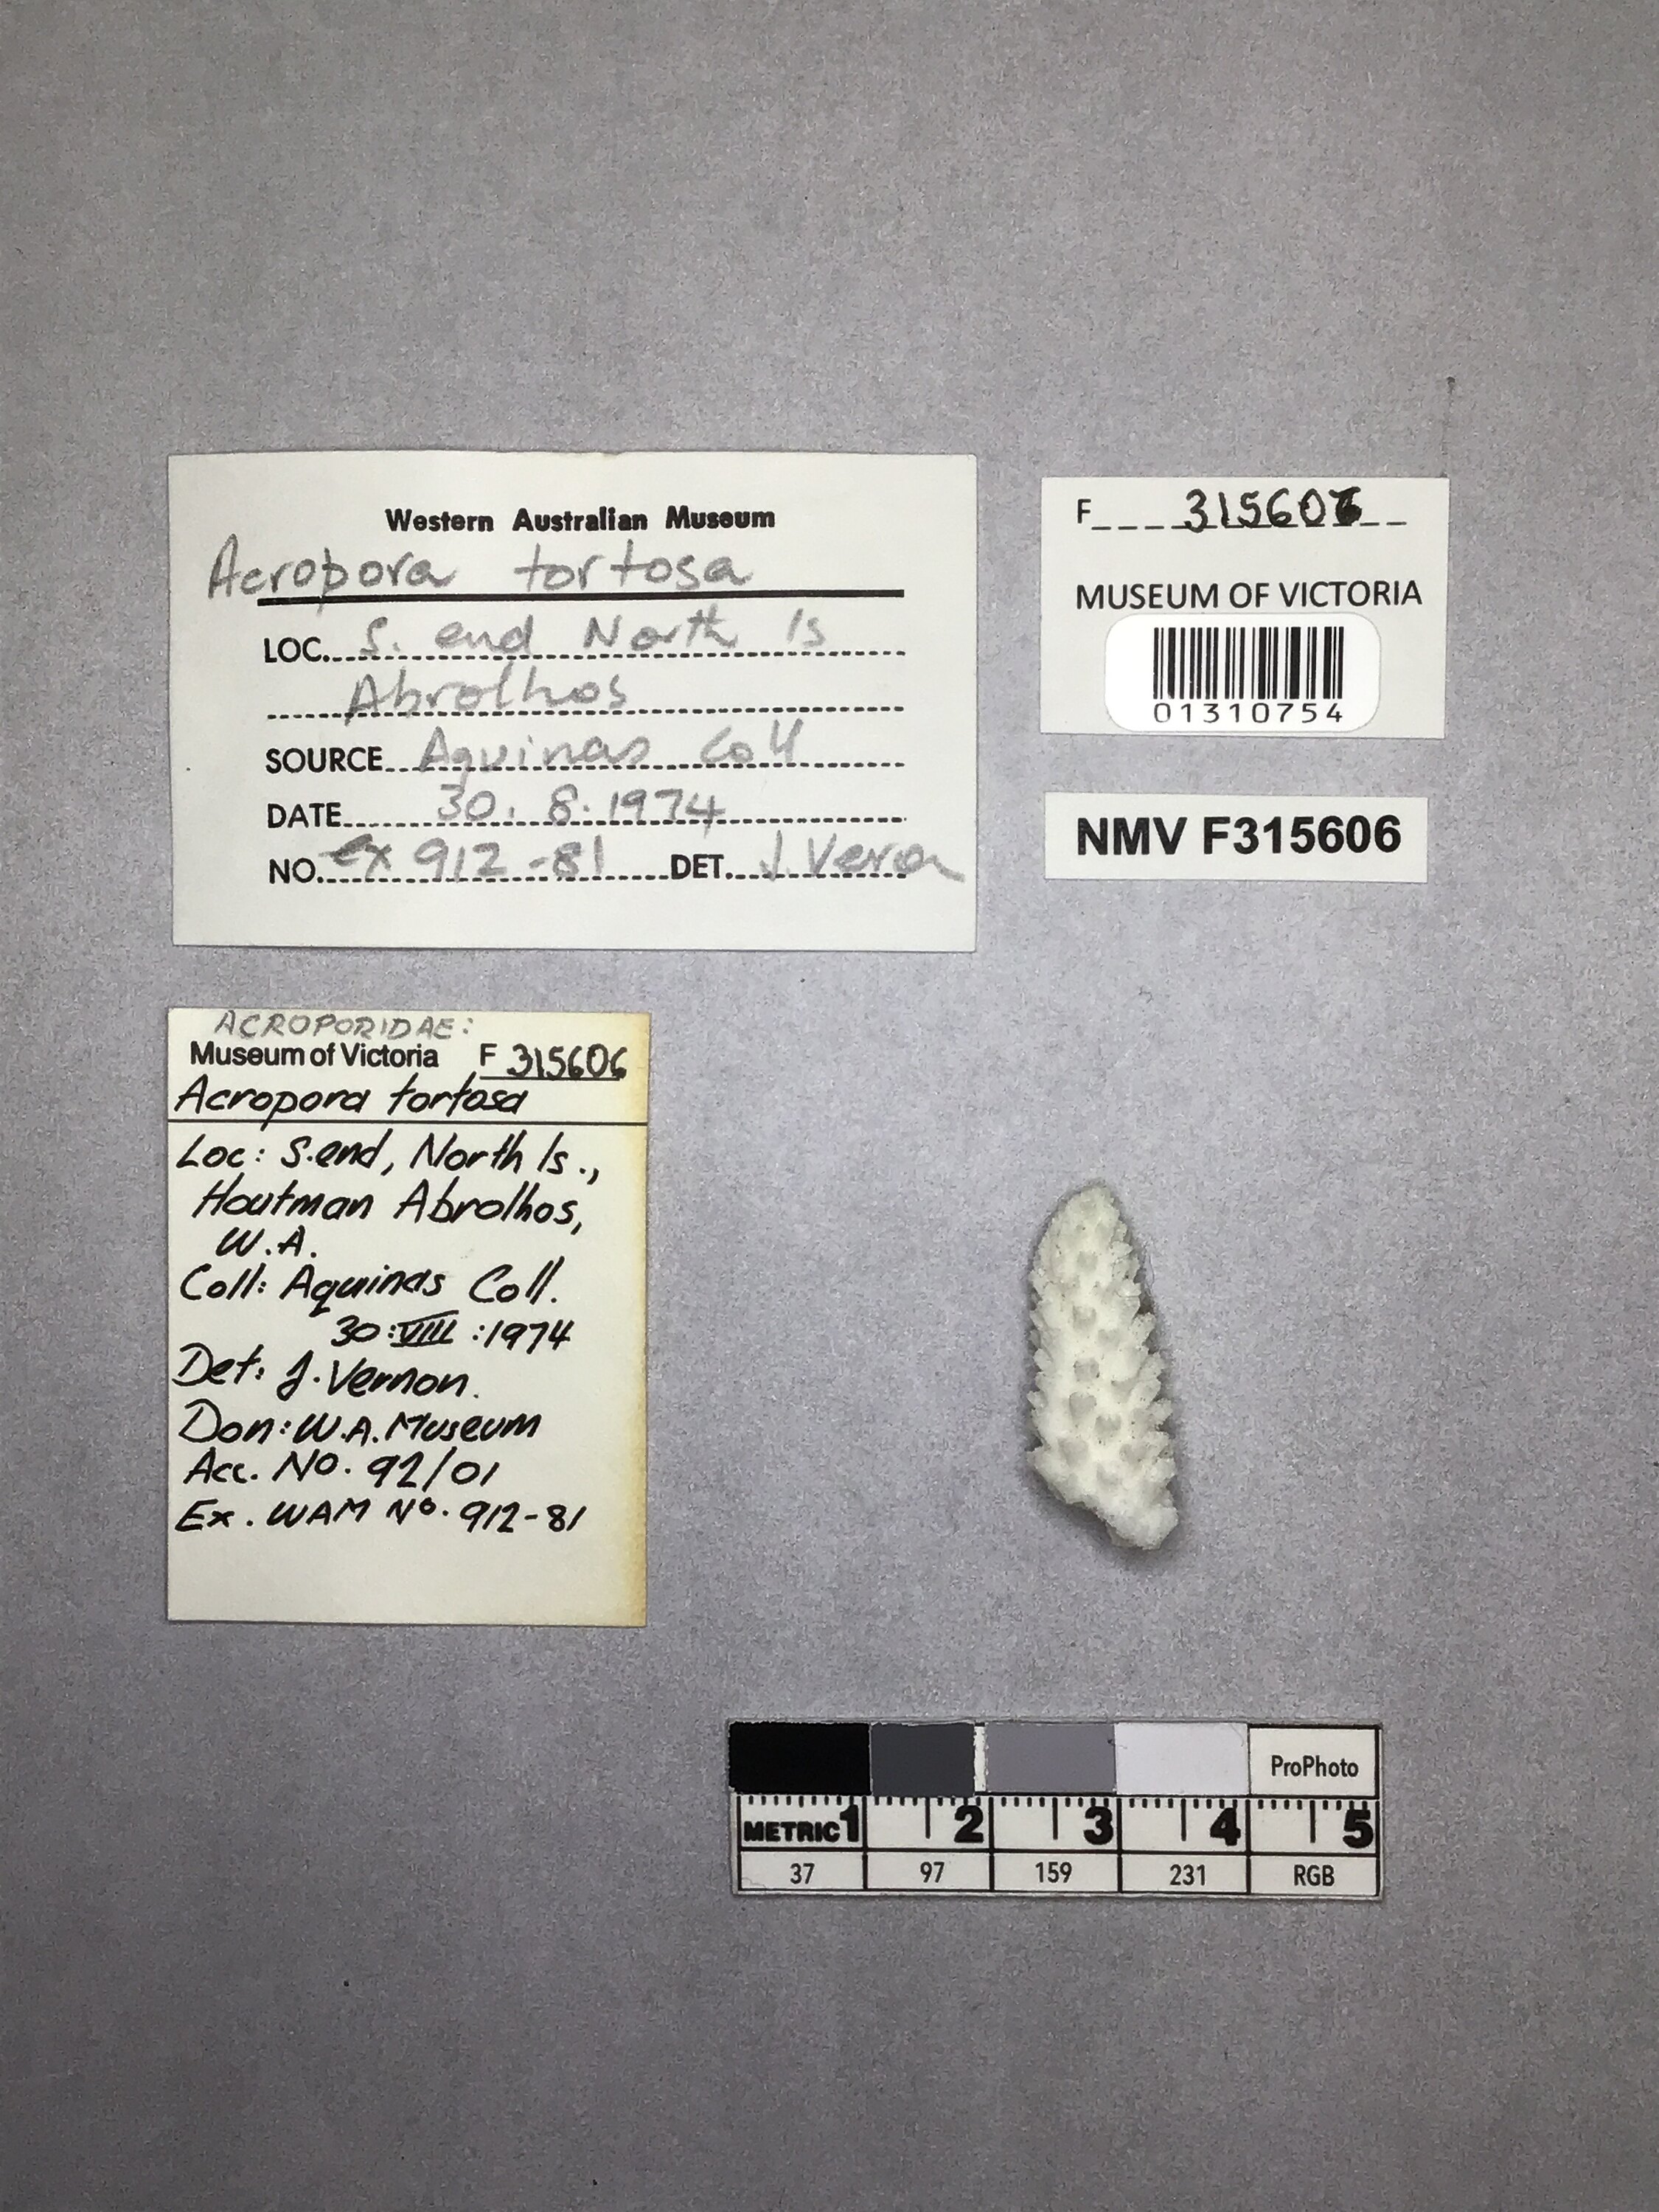 Western Australian Museum
Acropora tortosa
LOC. S. end North Is
Abrolhos
SOURCE Aquinas Coll
DATE 30. 8. 1974
NO. ex 912-81 DET. J. Veron
F 315606
MUSEUM OF VICTORIA
01310754
NMV F315606
ACROPORIDAE:
Museum of Victoria F 315606
Acropora tortosa
Loc: S.end, North Is.,
Houtman Abrolhos,
W.A.
Coll: Aquinas Coll.
30:VIII:1974
Det: J. Vernon.
Don: W.A. Museum
Acc. No. 92/01
Ex. WAM No. 912-81
ProPhoto
METRIC 1 2 3 4 5
37 97 159 231 RGB